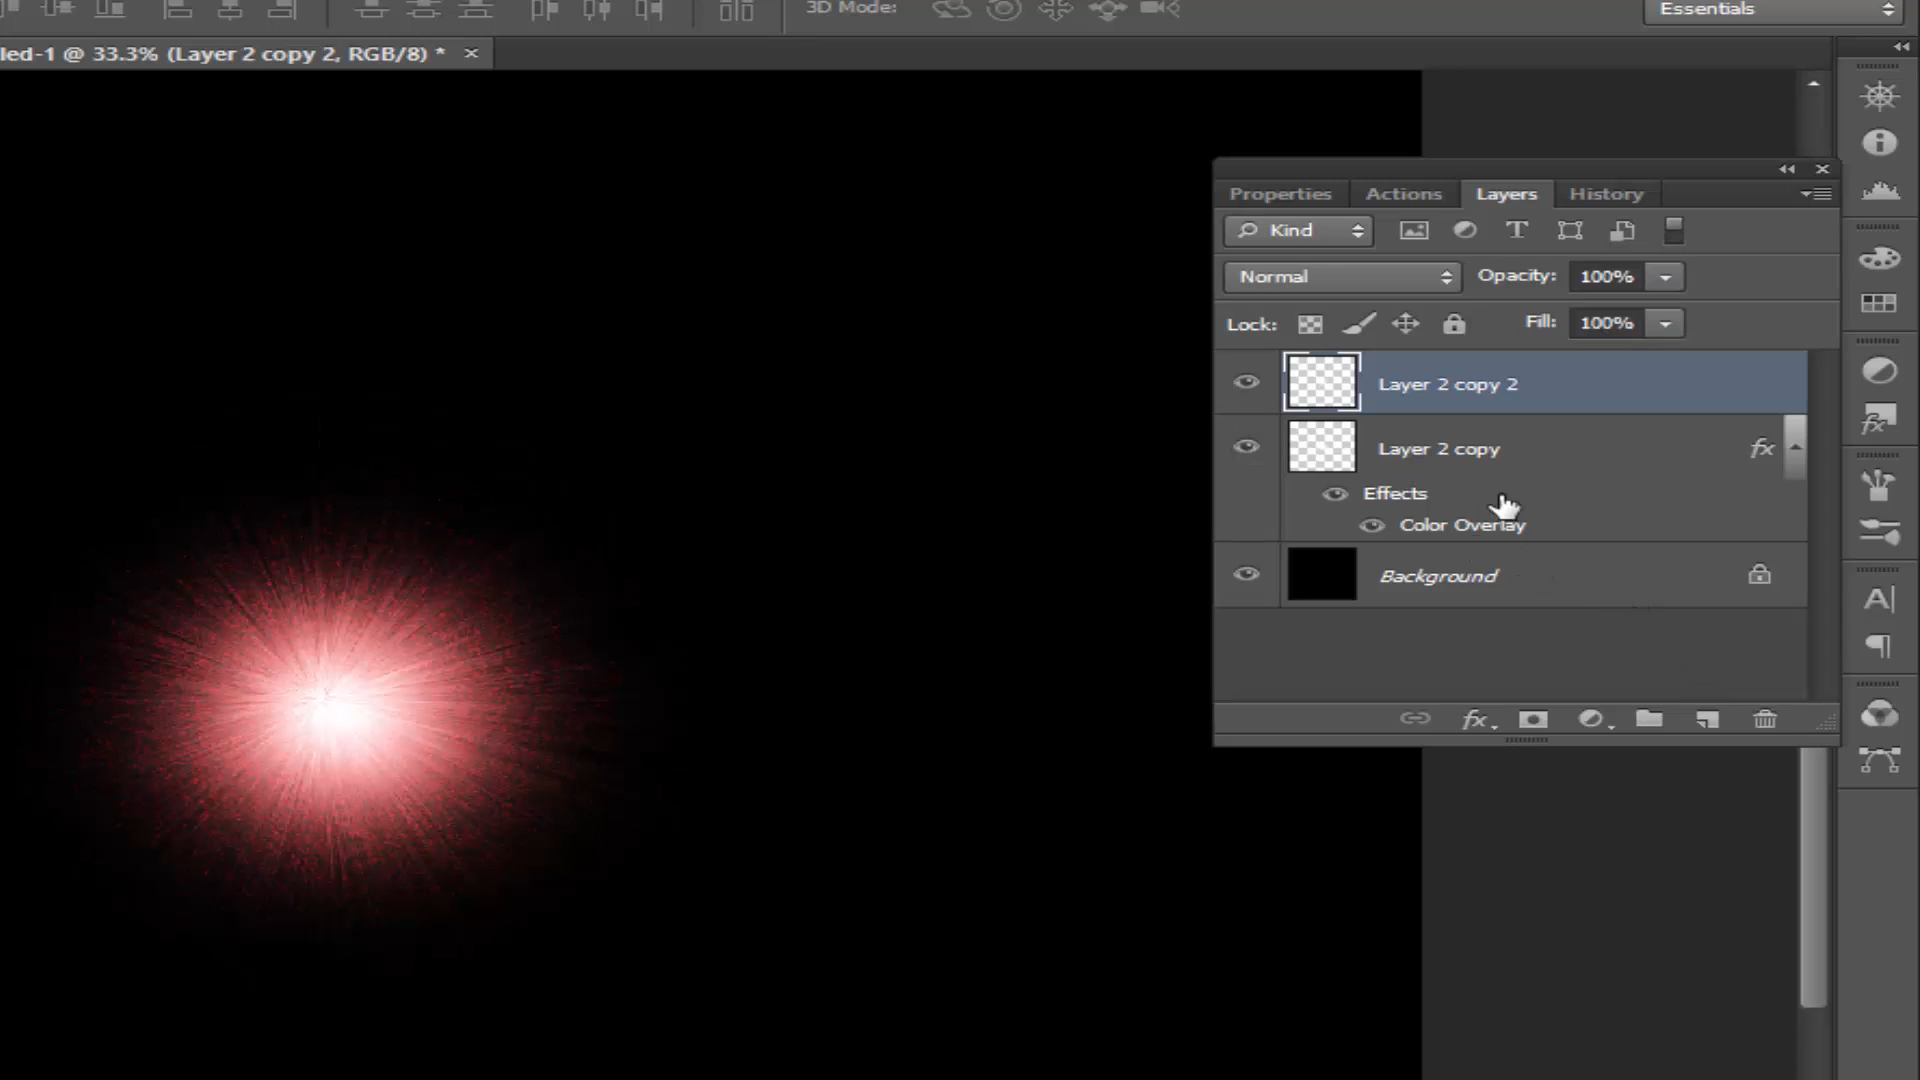 3D Mode:
Essentials
led-1 @ 33.3% (Layer 2 copy 2, RGB/8) *
Properties Actions Layers History
Kind
Normal Opacity: 100%
Lock: Fill: 100%
Layer 2 copy 2
Layer 2 copy fx
Effects
Color Overlay
Background
fx